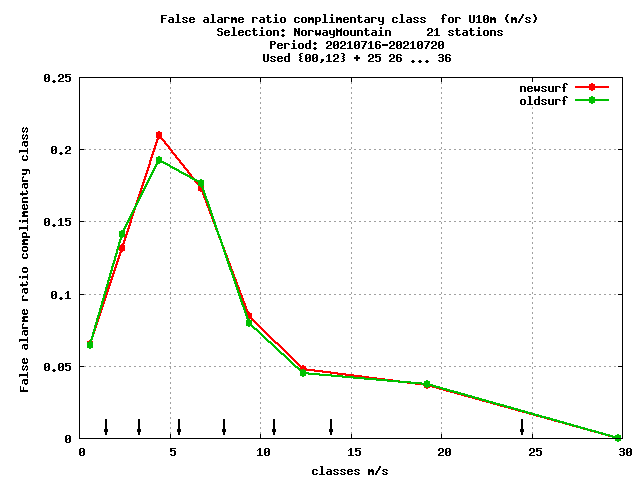 False alarme ratio complimentary class  for U10m (m/s)
Selection: NorwayMountain     21 stations
Period: 20210716-20210720
Used {00,12} + 25 26 ... 36
newsurf
oldsurf
False alarme ratio complimentary class
0.25
0.2
0.15
0.1
0.05
0
0 5 10 15 20 25 30
classes m/s